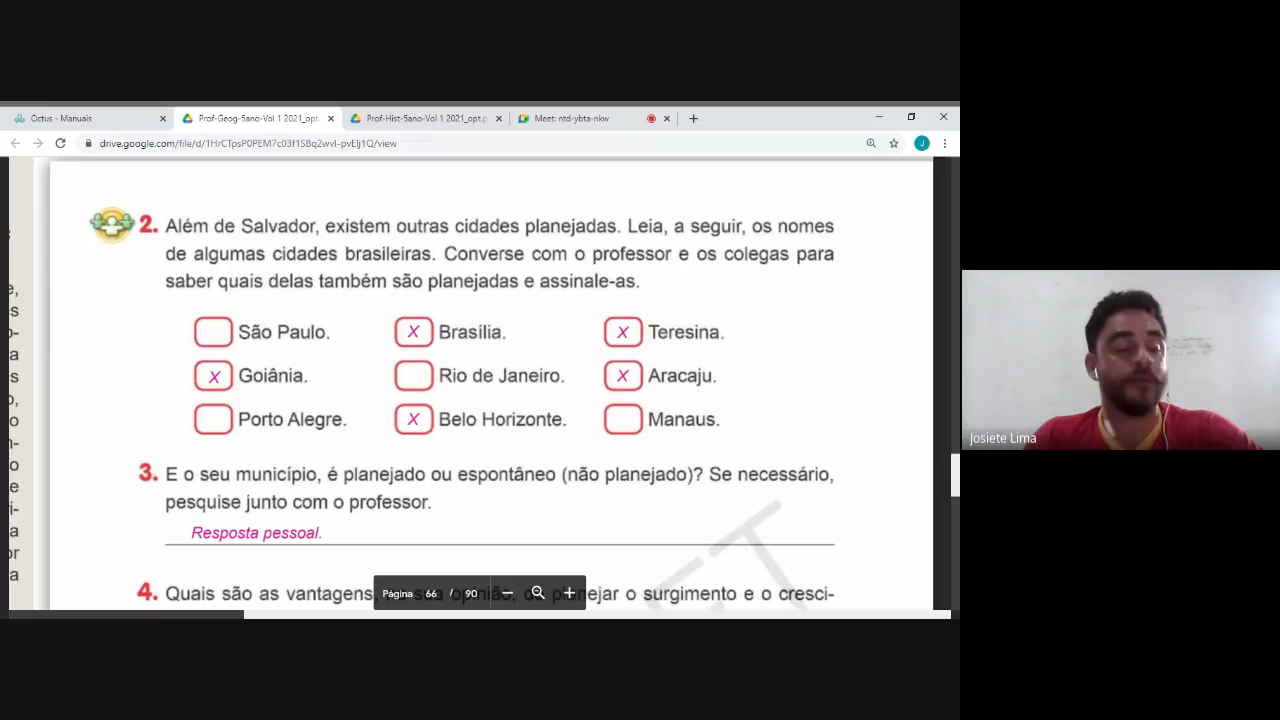 Octus - Manuais
Prof-Geog-5ano-Vol 1 2021_opt.
Prof-Hist-5ano-Vol 1 2021_opt.p
Meet: ntd-ybta-nkw
drive.google.com/file/d/1HrCTpsP0PEM7c03f1SBq2wvI-pvElj1Q/view
J
2. Além de Salvador, existem outras cidades planejadas. Leia, a seguir, os nomes
de algumas cidades brasileiras. Converse com o professor e os colegas para
saber quais delas também são planejadas e assinale-as.
São Paulo. X Brasília. X Teresina.
X Goiânia. Rio de Janeiro. X Aracaju.
Porto Alegre. X Belo Horizonte. Manaus.
3. E o seu município, é planejado ou espontâneo (não planejado)? Se necessário,
pesquise junto com o professor.
Resposta pessoal.
4. Quais são as vantagens, opinião, planejar o surgimento e o cresci-
Página 66 / 90
Josiete Lima